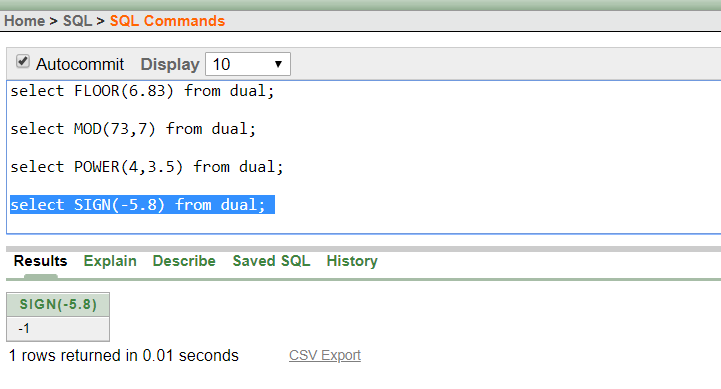 Home > SQL > SQL Commands
Autocommit Display 10
select FLOOR(6.83) from dual;
select MOD(73,7) from dual;
select POWER(4,3.5) from dual;
select SIGN(-5.8) from dual;
Results Explain Describe Saved SQL History
SIGN(-5.8)
-1
1 rows returned in 0.01 seconds CSV Export